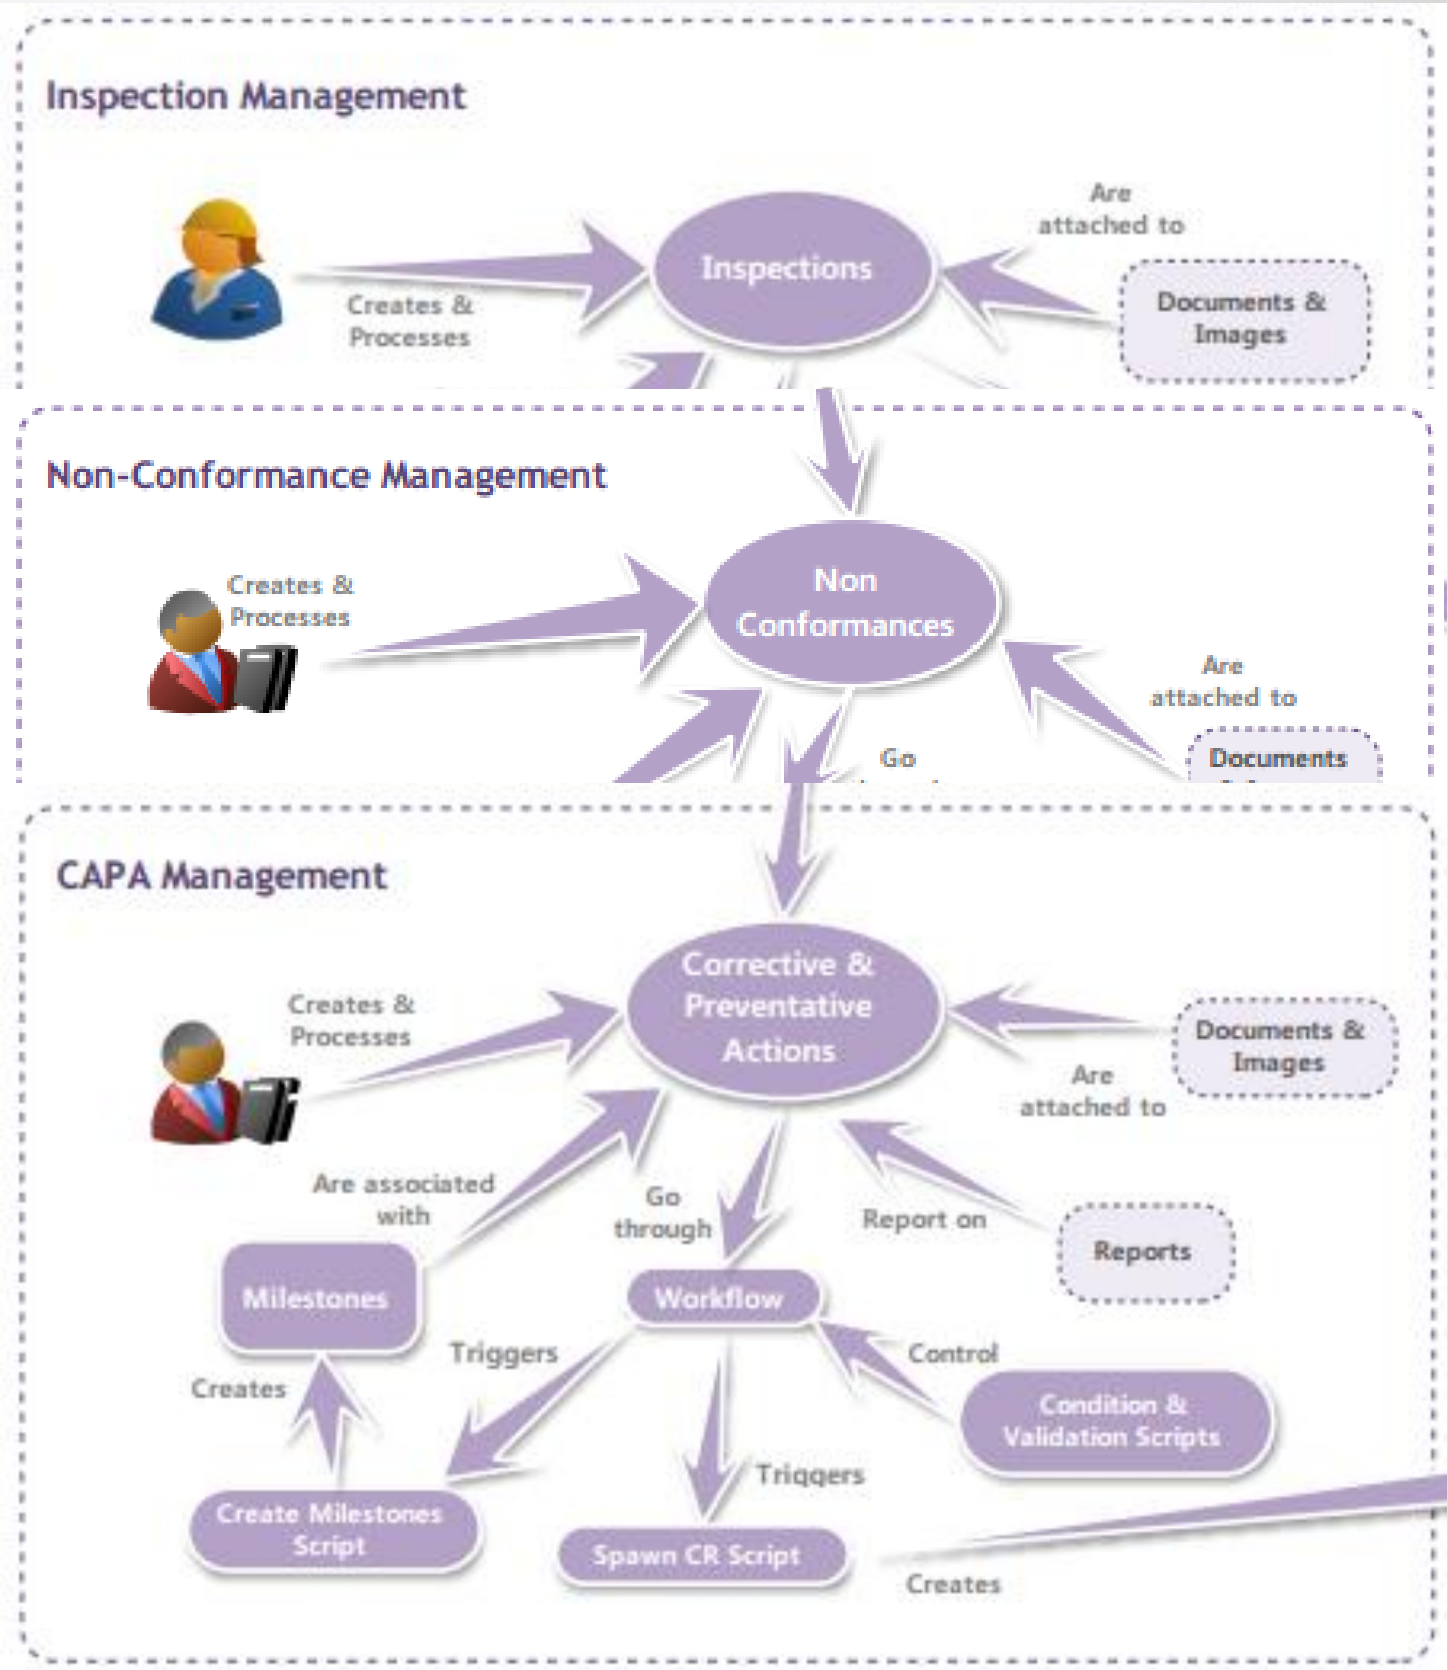 Inspection Management
Are
attached to
Inspections
Creates &
Processes
Documents &
Images
Non-Conformance Management
Creates &
Processes
Non
Conformances
Are
attached to
Documents
Go
CAPA Management
Corrective &
Preventative
Actions
Creates &
Processes
Documents &
Images
Are
attached to
Are associated
with
Go
through
Report on
Reports
Milestones
Workflow
Triggers
Control
Creates
Condition &
Validation Scripts
Triggers
Create Milestones
Script
Spawn CR Script
Creates